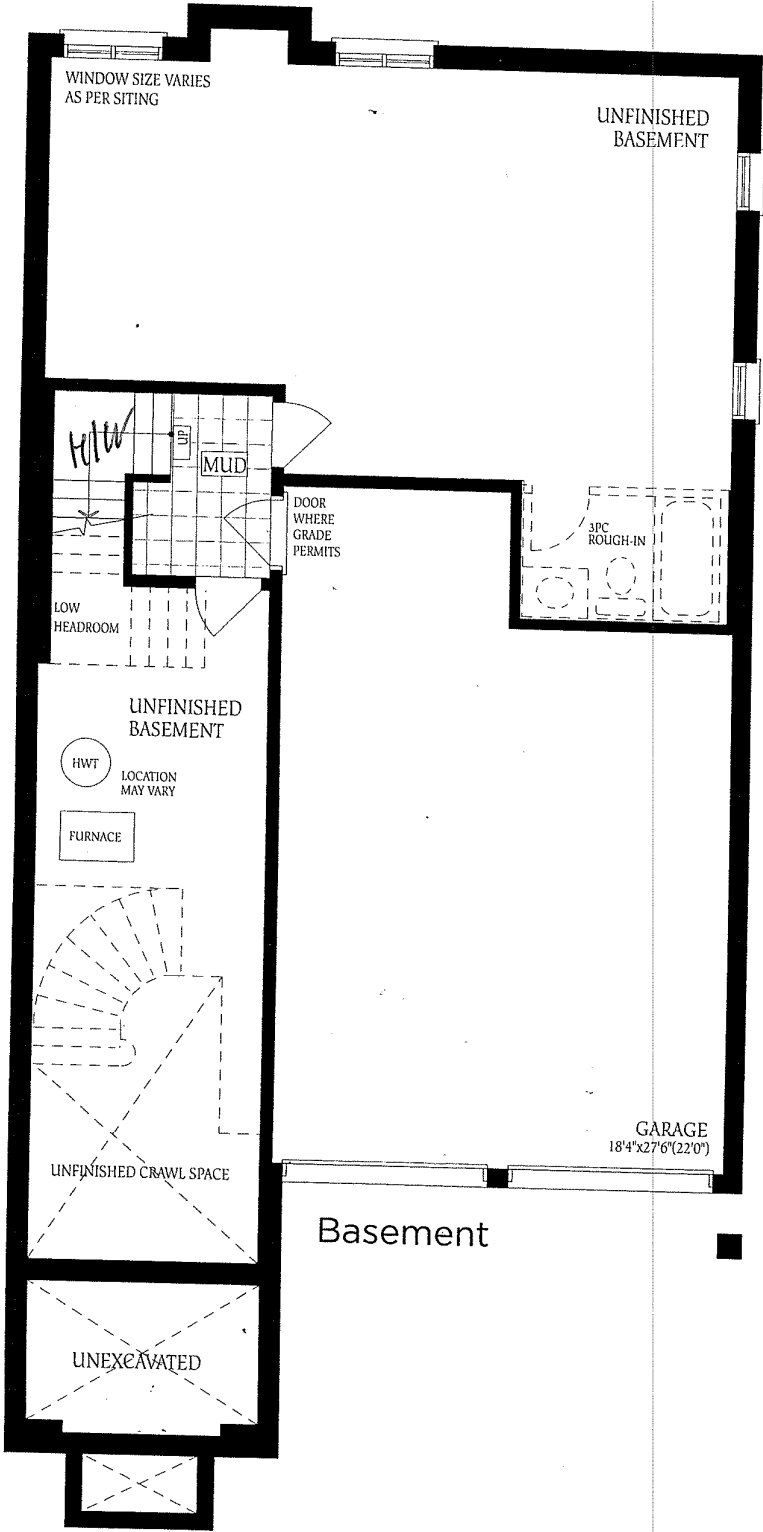 WINDOW SIZE VARIES
AS PER SITING
UNFINISHED
BASEMENT
UP
MUD
DOOR
WHERE
GRADE
PERMITS
3PC
ROUGH-IN
LOW
HEADROOM
UNFINISHED
BASEMENT
HWT
LOCATION
MAY VARY
FURNACE
GARAGE
18'4"x27'6"(22'0")
UNFINISHED CRAWL SPACE
Basement
UNEXCAVATED